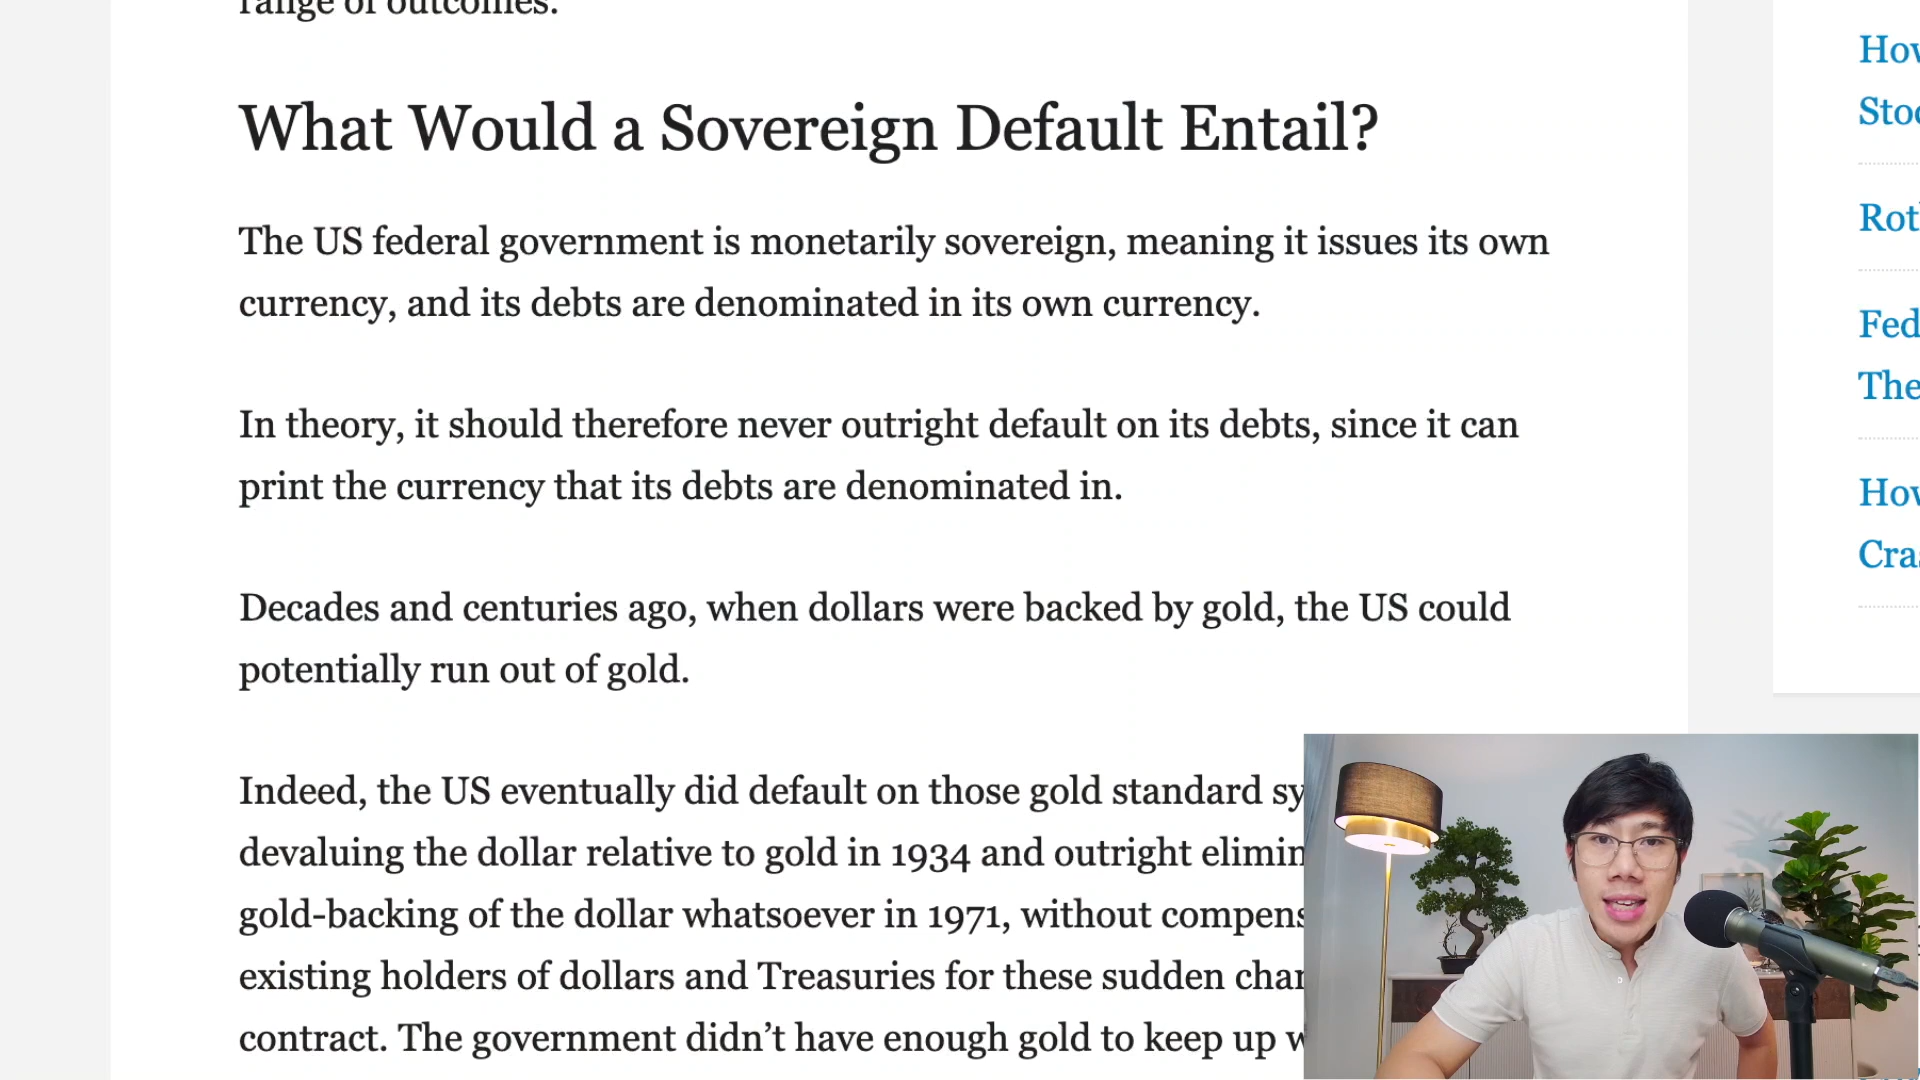 range of outcomes.
What Would a Sovereign Default Entail?
The US federal government is monetarily sovereign, meaning it issues its own
currency, and its debts are denominated in its own currency.
In theory, it should therefore never outright default on its debts, since it can
print the currency that its debts are denominated in.
Decades and centuries ago, when dollars were backed by gold, the US could
potentially run out of gold.
Indeed, the US eventually did default on those gold standard sy
devaluing the dollar relative to gold in 1934 and outright elimin
gold-backing of the dollar whatsoever in 1971, without compens
existing holders of dollars and Treasuries for these sudden chan
contract. The government didn't have enough gold to keep up w
How
Stoc
Rot
Fed
The
How
Cras